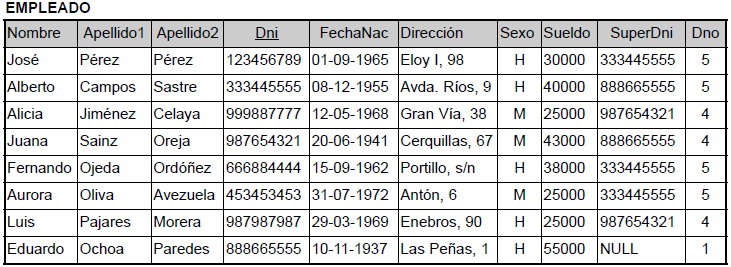 EMPLEADO
Nombre Apellido1 Apellido2 Dni FechaNac Dirección Sexo Sueldo SuperDni Dno
José Pérez Pérez 123456789 01-09-1965 Eloy I, 98 H 30000 333445555 5
Alberto Campos Sastre 333445555 08-12-1955 Avda. Ríos, 9 H 40000 888665555 5
Alicia Jiménez Celaya 999887777 12-05-1968 Gran Vía, 38 M 25000 987654321 4
Juana Sainz Oreja 987654321 20-06-1941 Cerquillas, 67 M 43000 888665555 4
Fernando Ojeda Ordóñez 666884444 15-09-1962 Portillo, s/n H 38000 333445555 5
Aurora Oliva Avezuela 453453453 31-07-1972 Antón, 6 M 25000 333445555 5
Luis Pajares Morera 987987987 29-03-1969 Enebros, 90 H 25000 987654321 4
Eduardo Ochoa Paredes 888665555 10-11-1937 Las Peñas, 1 H 55000 NULL 1